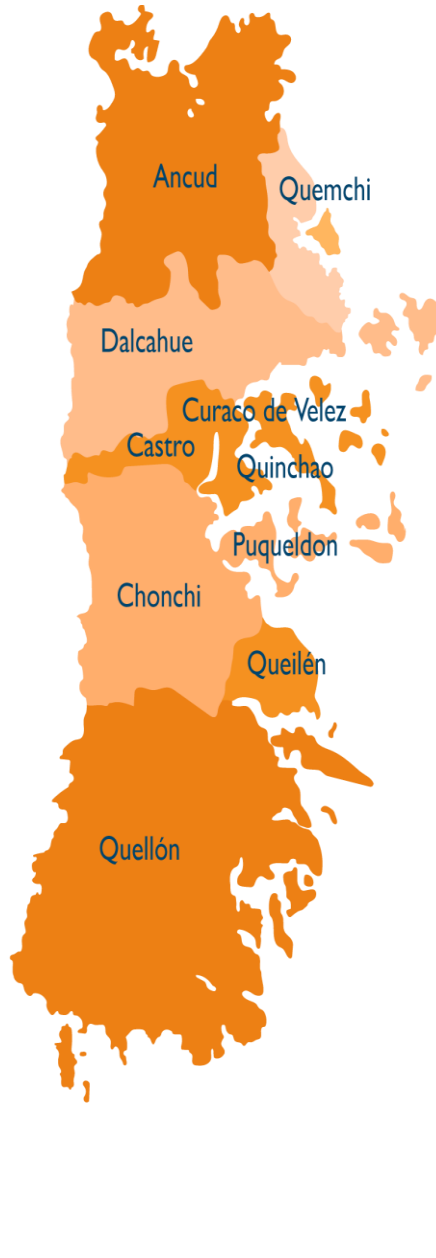 Ancud
Quemchi
Dalcahue
Curaco de Velez
Castro
Quinchao
Puqueldon
Chonchi
Queilén
Quellón